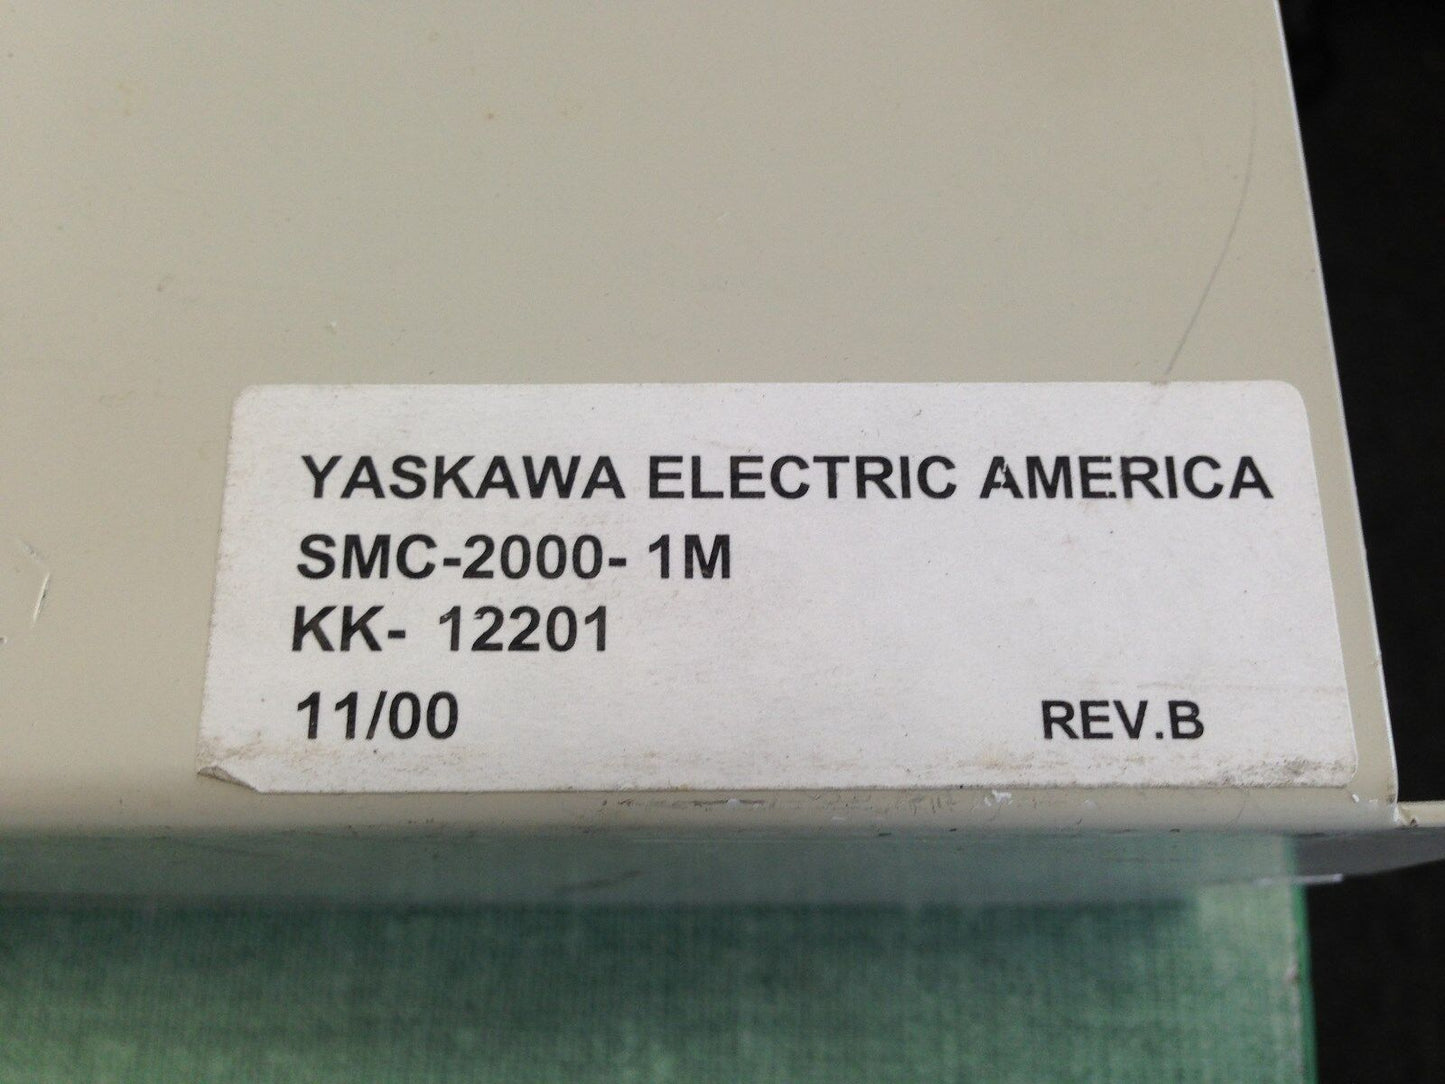 YASKAWA ELECTRIC AMERICA
SMC-2000- 1M
KK- 12201
11/00 REV.B